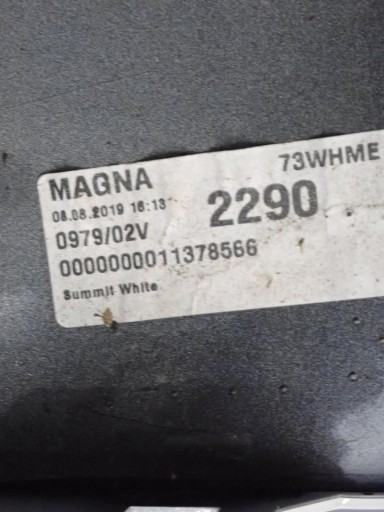 MAGNA 73WHME
08.08.2019 16:13 2290
0979/02V
0000000011378566
Summit White